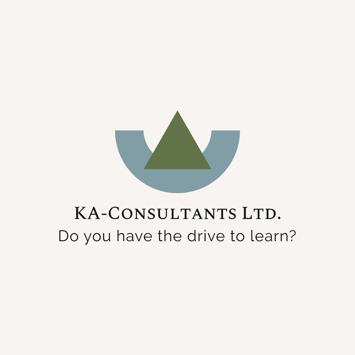 KA-Consultants Ltd.
Do you have the drive to learn?